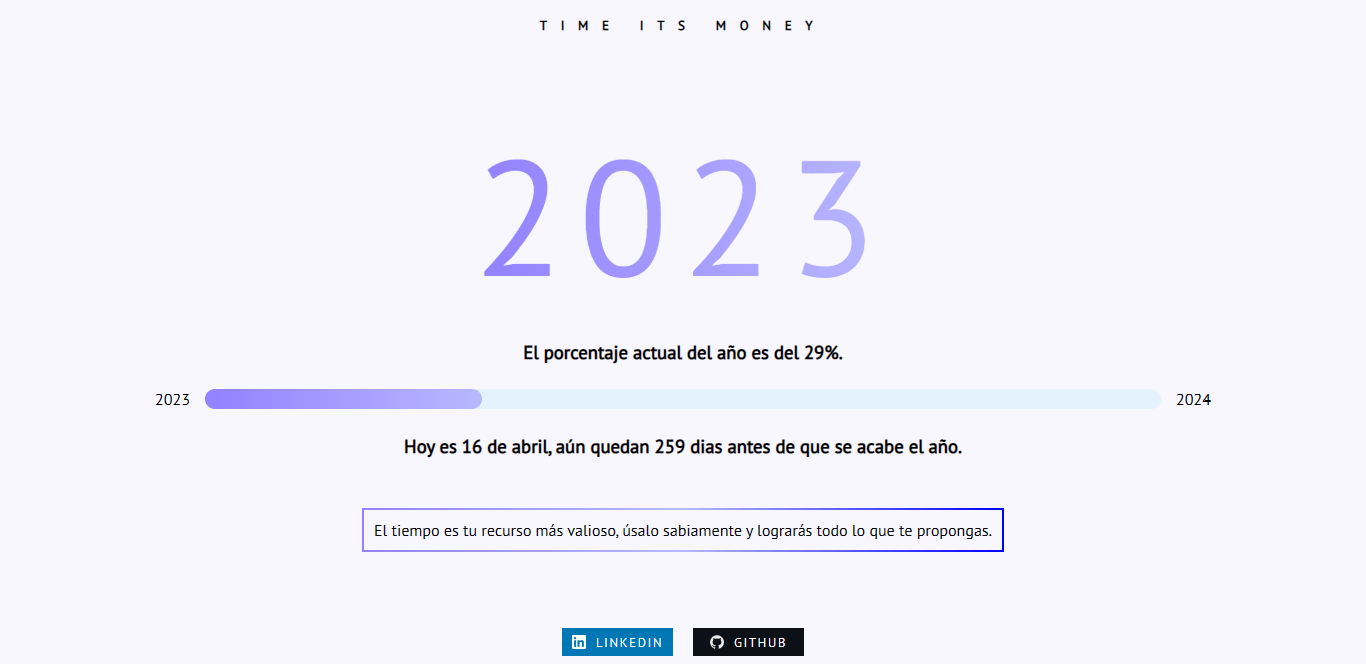 TIME ITS MONEY
2023
El porcentaje actual del año es del 29%.
2023 2024
Hoy es 16 de abril, aún quedan 259 dias antes de que se acabe el año.
El tiempo es tu recurso más valioso, úsalo sabiamente y lograrás todo lo que te propongas.
in LINKEDIN GITHUB